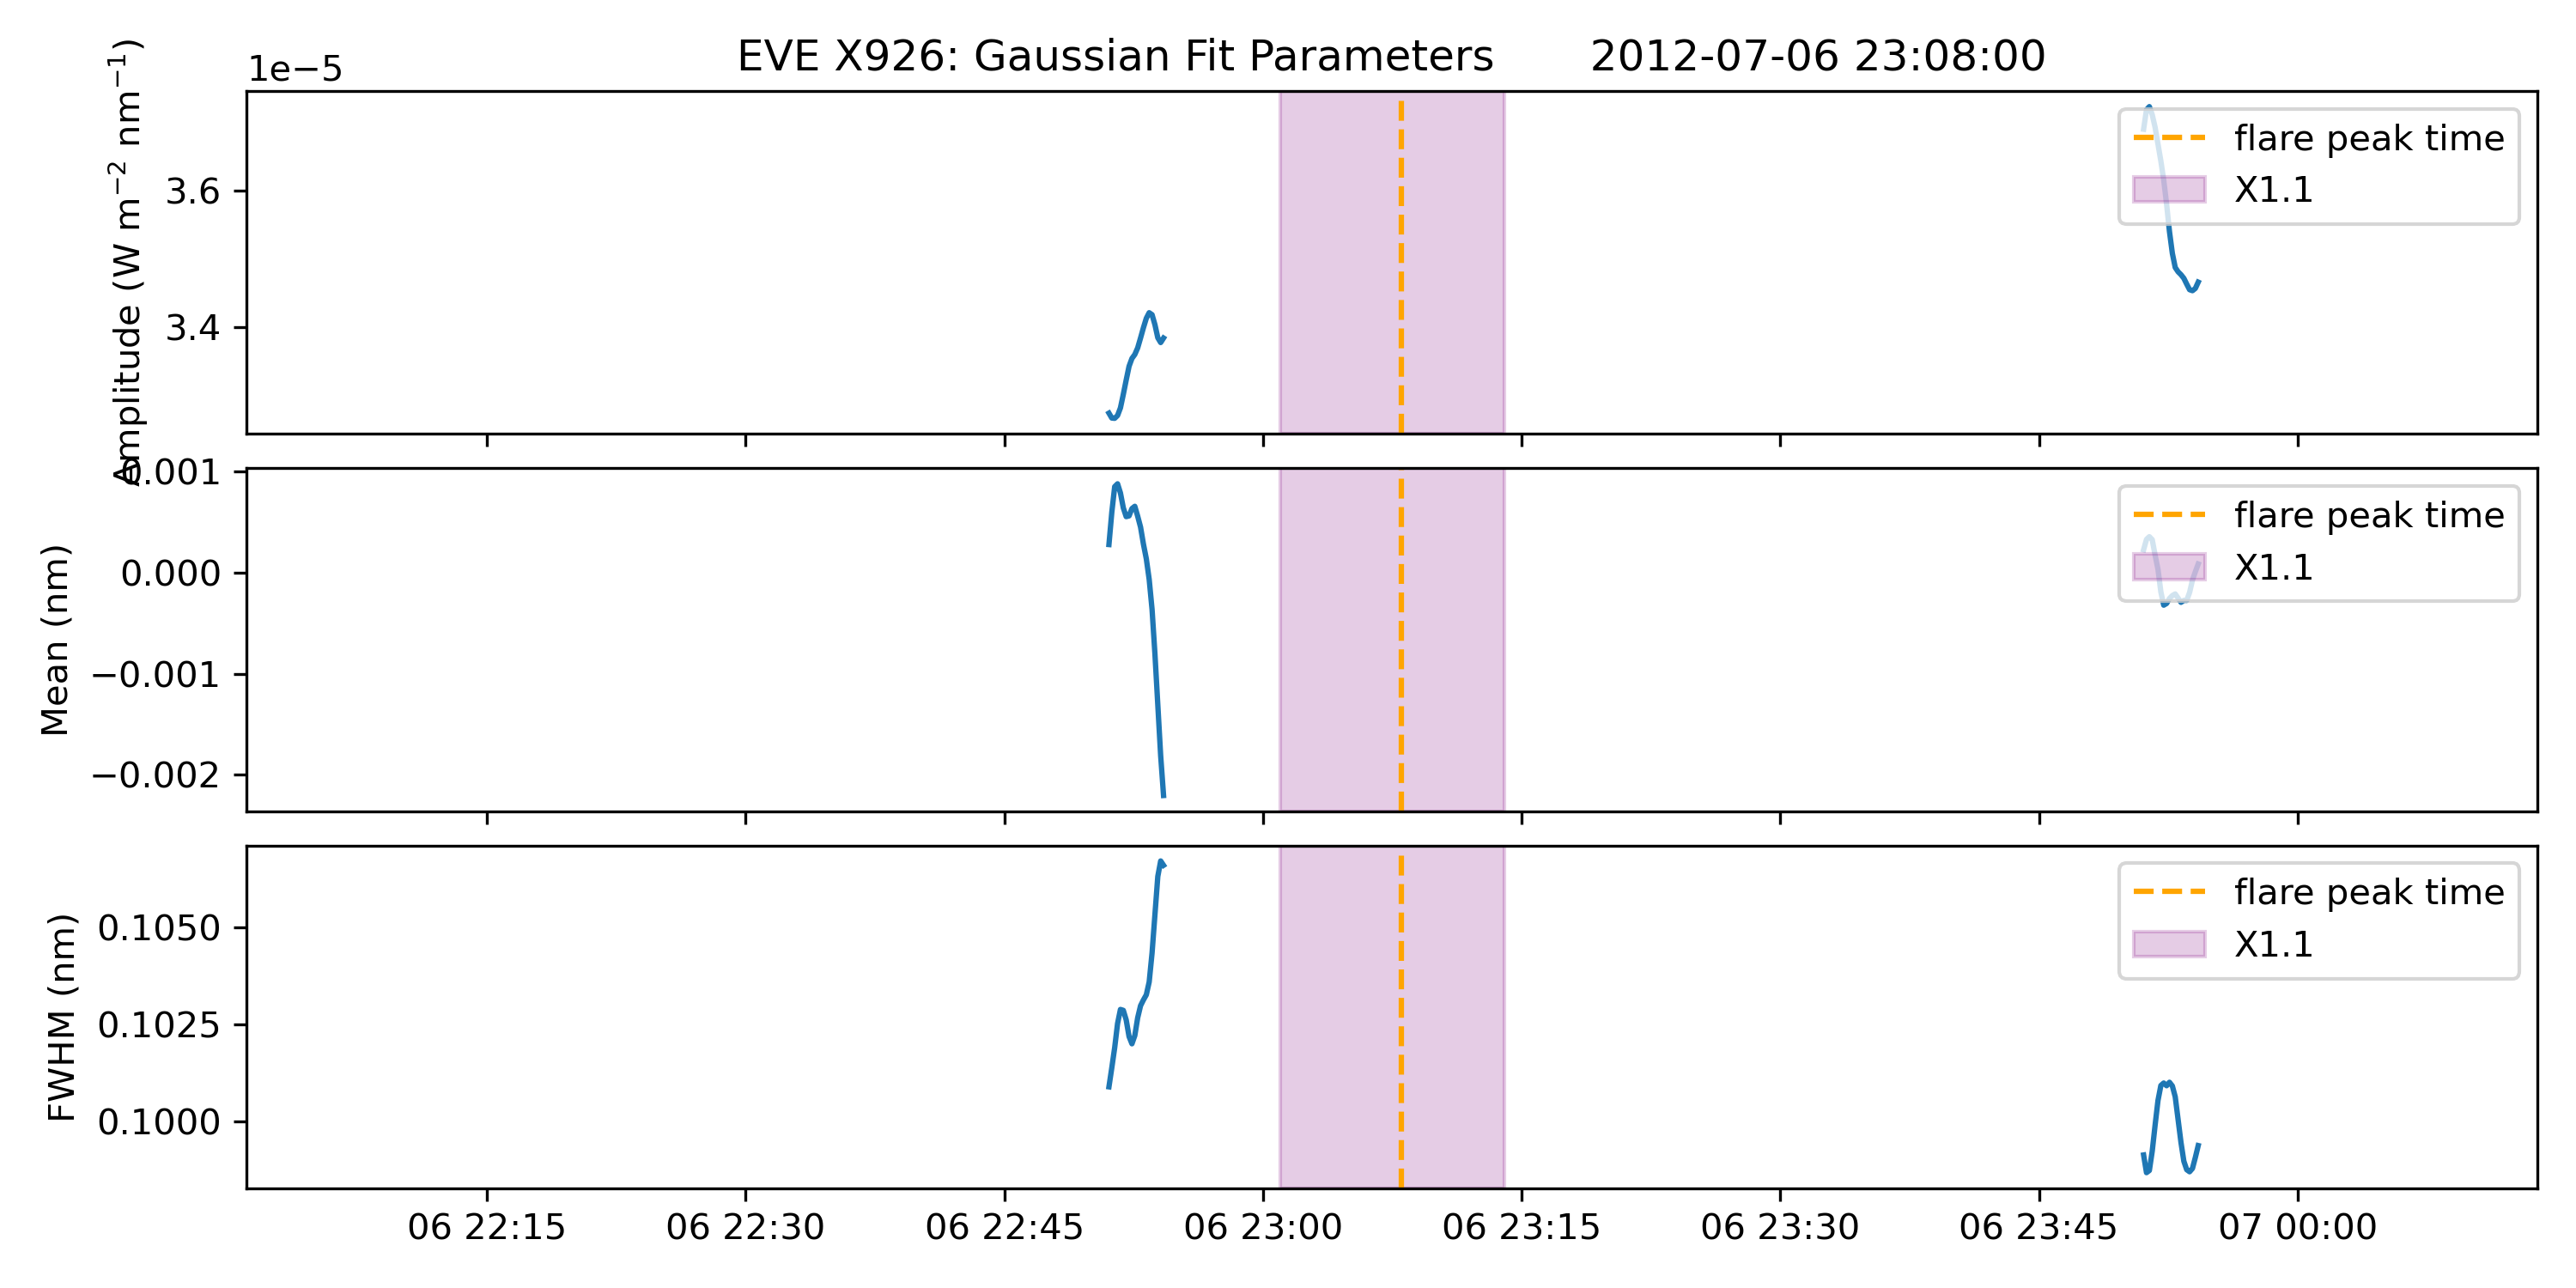 EVE X926: Gaussian Fit Parameters 2012-07-06 23:08:00
1e−5
Amplitude (W m⁻² nm⁻¹)
3.6
3.4
flare peak time
X1.1
Mean (nm)
0.001
0.000
−0.001
−0.002
flare peak time
X1.1
FWHM (nm)
0.1050
0.1025
0.1000
flare peak time
X1.1
06 22:15 06 22:30 06 22:45 06 23:00 06 23:15 06 23:30 06 23:45 07 00:00